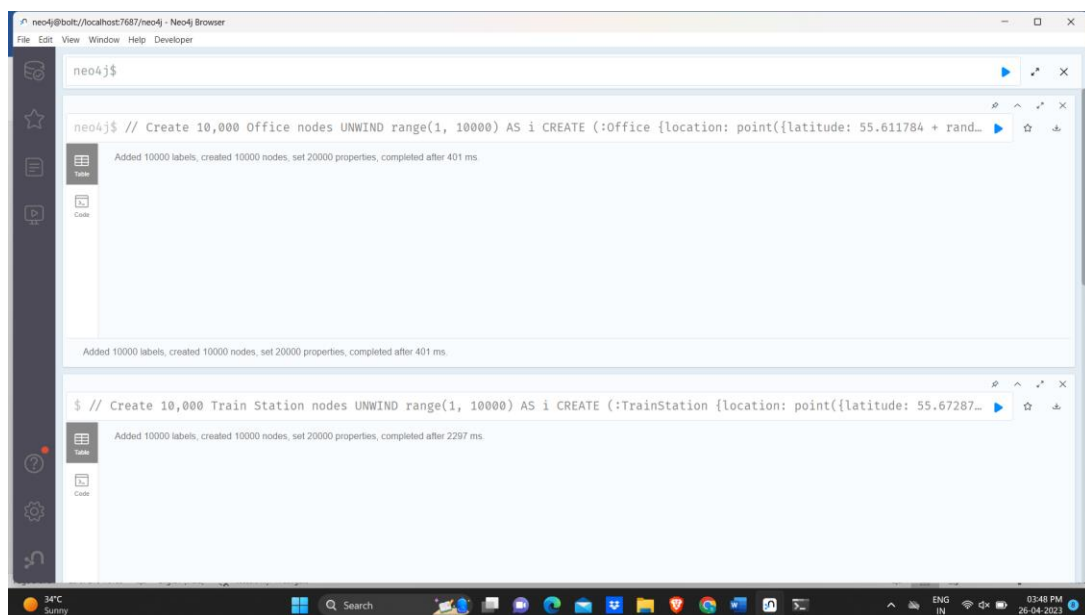 neo4j@bolt://localhost:7687/neo4j - Neo4j Browser
File Edit View Window Help Developer
neo4j$
neo4j$ // Create 10,000 Office nodes UNWIND range(1, 10000) AS i CREATE (:Office {location: point({latitude: 55.611784 + rand…
Table
Added 10000 labels, created 10000 nodes, set 20000 properties, completed after 401 ms.
Code
Added 10000 labels, created 10000 nodes, set 20000 properties, completed after 401 ms.
$ // Create 10,000 Train Station nodes UNWIND range(1, 10000) AS i CREATE (:TrainStation {location: point({latitude: 55.67287…
Table
Added 10000 labels, created 10000 nodes, set 20000 properties, completed after 2297 ms.
Code
34°C
Sunny
Search
ENG
IN
03:48 PM
26-04-2023